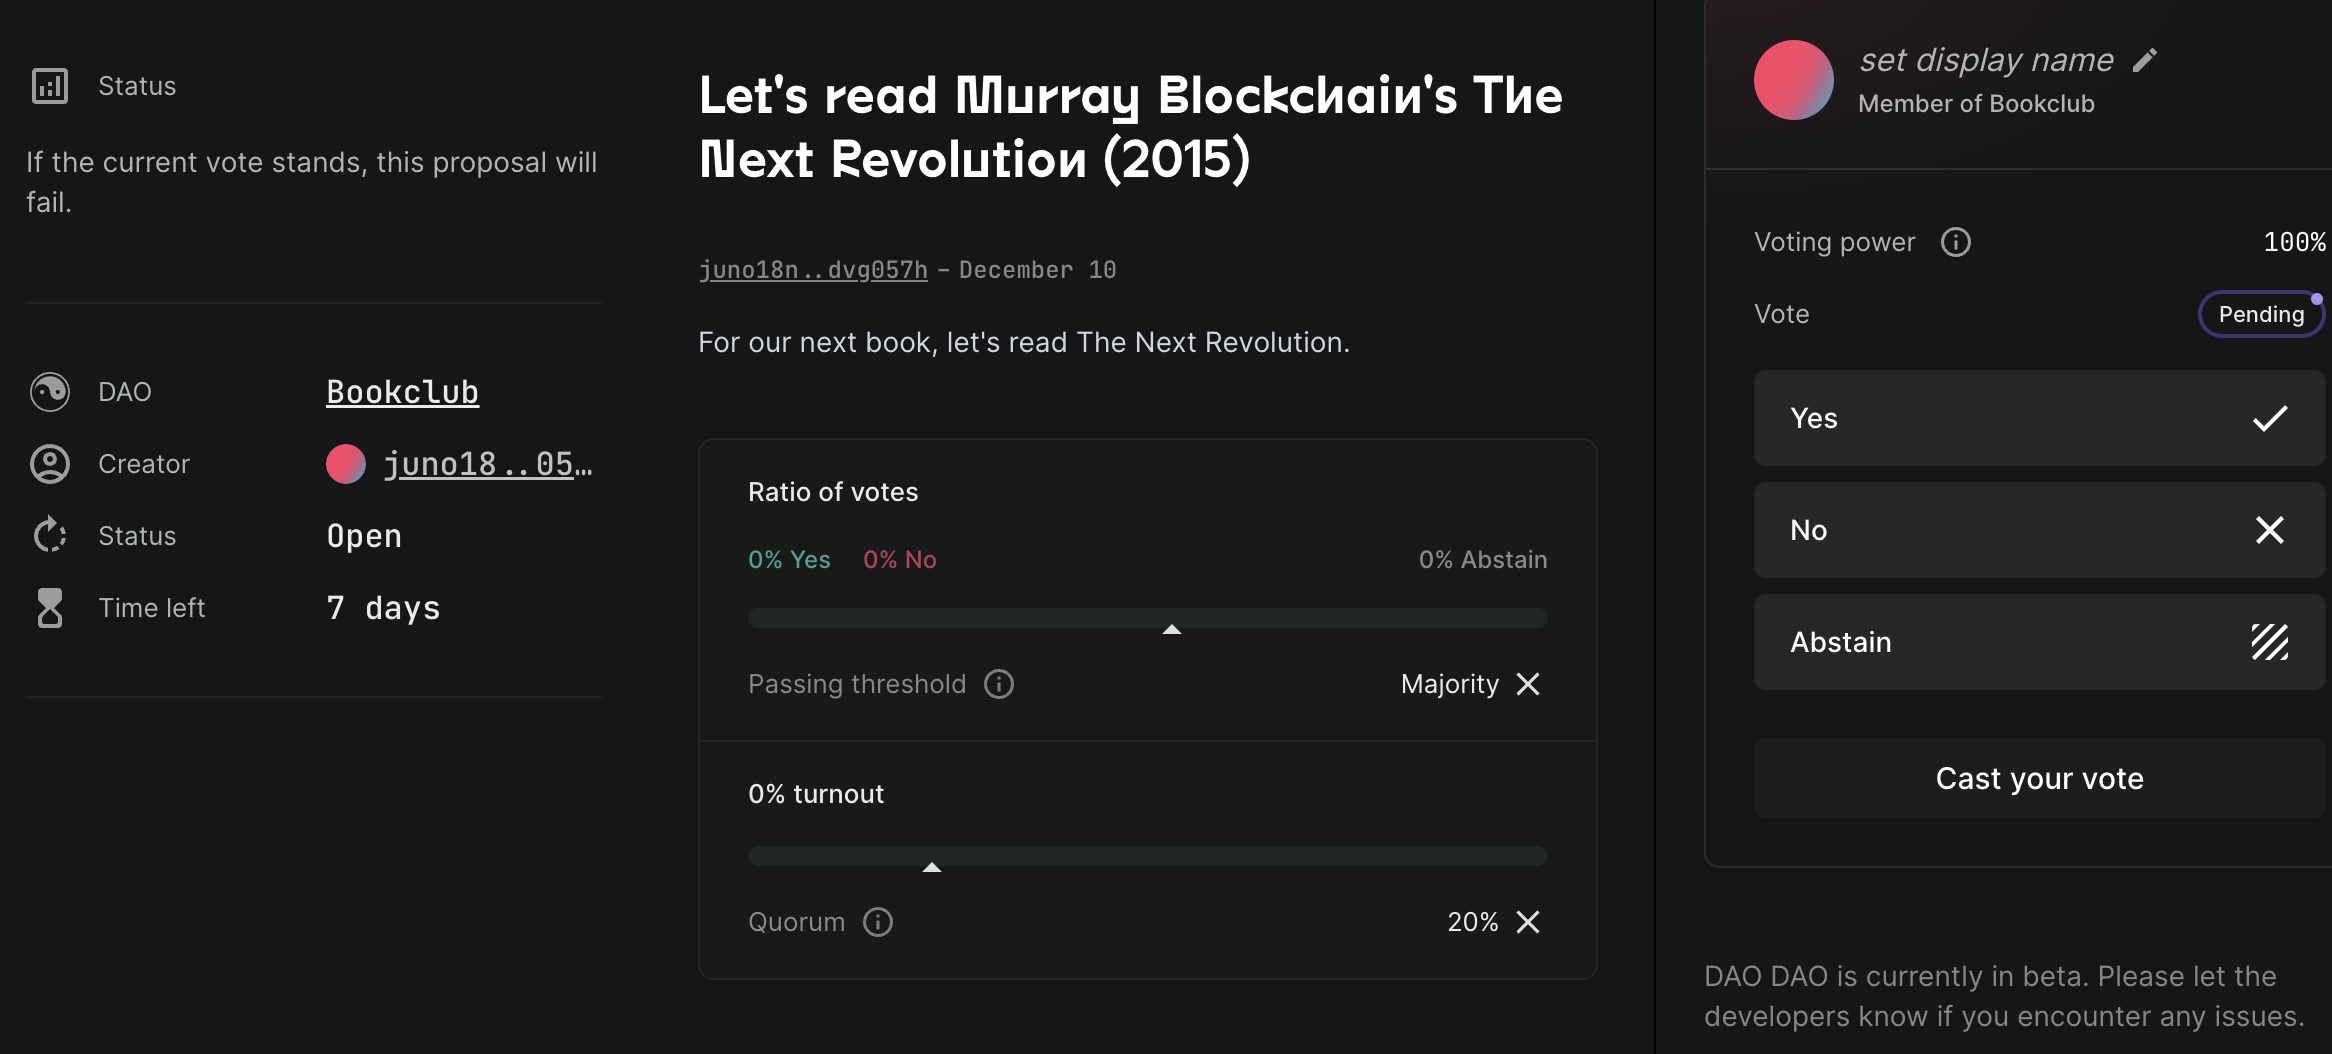 Status
If the current vote stands, this proposal will
fail.
DAO Bookclub
Creator juno18..05…
Status Open
Time left 7 days
Let's read Murray Blockchain's The
Next Revolution (2015)
juno18n..dvg057h – December 10
For our next book, let's read The Next Revolution.
Ratio of votes
0% Yes 0% No 0% Abstain
Passing threshold Majority
0% turnout
Quorum 20%
set display name
Member of Bookclub
Voting power 100%
Vote Pending
Yes
No
Abstain
Cast your vote
DAO DAO is currently in beta. Please let the
developers know if you encounter any issues.